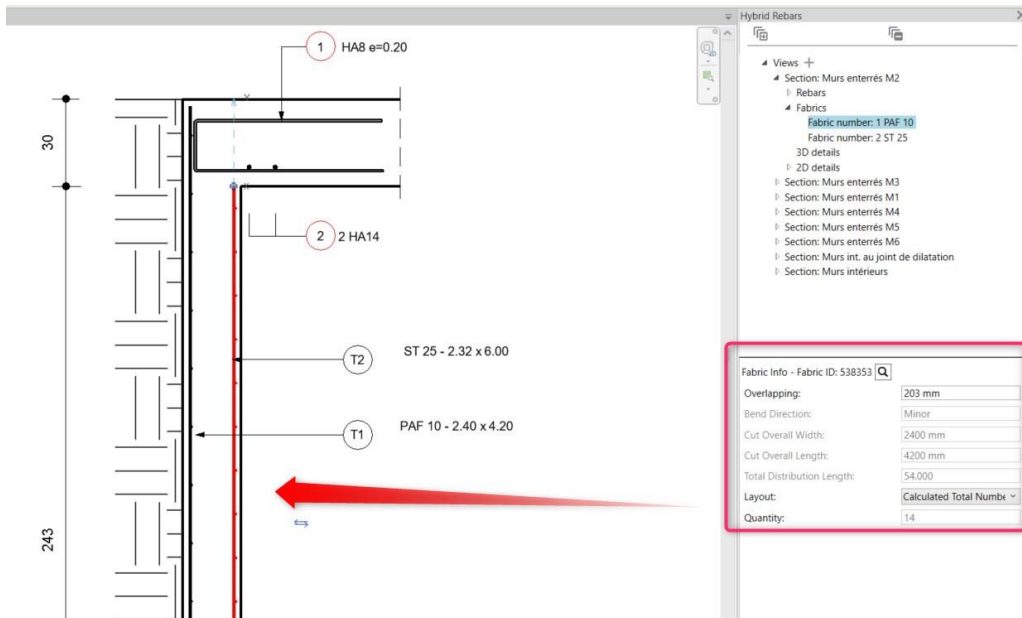 Hybrid Rebars
1 HA8 e=0.20
30
2 2 HA14
T2 ST 25 - 2.32 x 6.00
T1 PAF 10 - 2.40 x 4.20
243
Views
Section: Murs enterrés M2
Rebars
Fabrics
Fabric number: 1 PAF 10
Fabric number: 2 ST 25
3D details
2D details
Section: Murs enterrés M3
Section: Murs enterrés M1
Section: Murs enterrés M4
Section: Murs enterrés M5
Section: Murs enterrés M6
Section: Murs int. au joint de dilatation
Section: Murs intérieurs
Fabric Info - Fabric ID: 538353
Overlapping: 203 mm
Bend Direction: Minor
Cut Overall Width: 2400 mm
Cut Overall Length: 4200 mm
Total Distribution Length: 54.000
Layout: Calculated Total Numbe
Quantity: 14